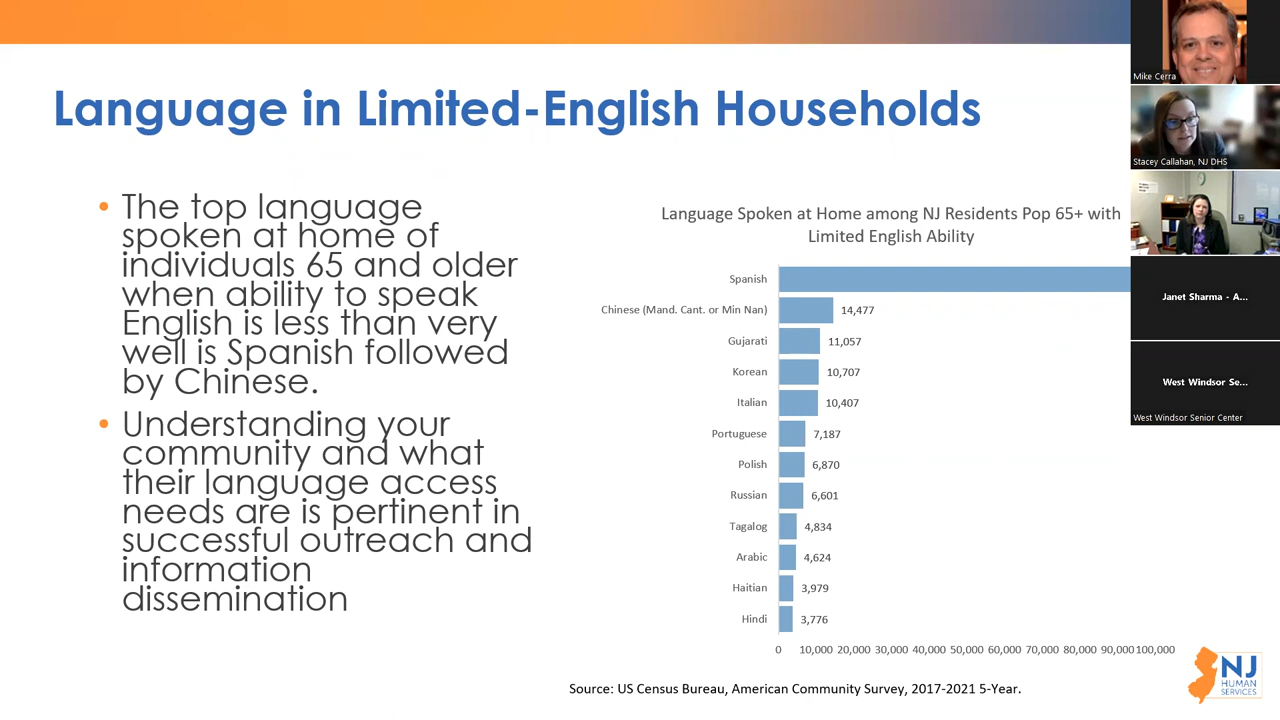 Language in Limited-English Households
• The top language
spoken at home of
individuals 65 and older
when ability to speak
English is less than very
well is Spanish followed
by Chinese.
• Understanding your
community and what
their language access
needs are is pertinent in
successful outreach and
information
dissemination
Language Spoken at Home among NJ Residents Pop 65+ with
Limited English Ability
Spanish
Chinese (Mand. Cant. or Min Nan) 14,477
Gujarati 11,057
Korean 10,707
Italian 10,407
Portuguese 7,187
Polish 6,870
Russian 6,601
Tagalog 4,834
Arabic 4,624
Haitian 3,979
Hindi 3,776
0 10,000 20,000 30,000 40,000 50,000 60,000 70,000 80,000 90,000 100,000
Source: US Census Bureau, American Community Survey, 2017-2021 5-Year.
NJ
HUMAN
SERVICES
Mike Cerra
Stacey Callahan, NJ DHS
Janet Sharma - A...
West Windsor Se...
West Windsor Senior Center